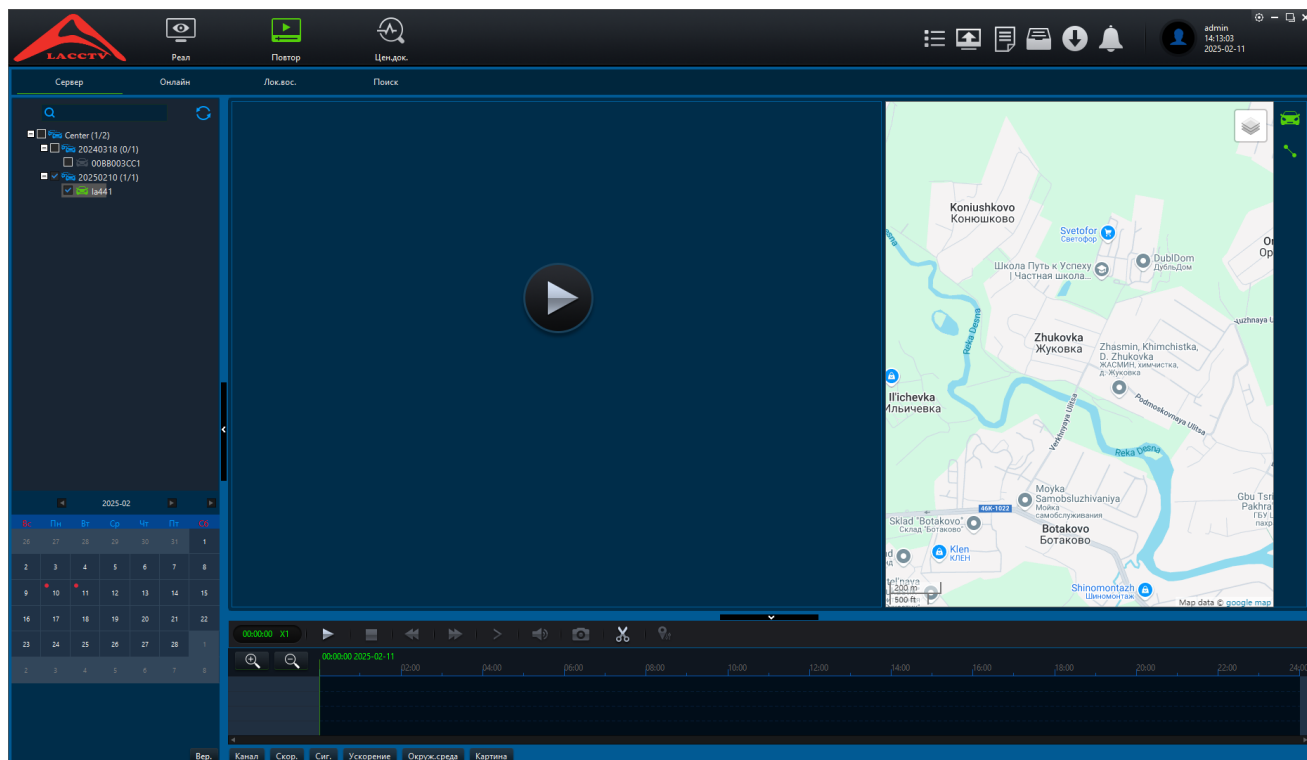 LACCTV
Реал
Повтор
Цен.док.
admin
14:13:03
2025-02-11
Сервер
Онлайн
Лок.вос.
Поиск
Center (1/2)
20240318 (0/1)
00BB003CC1
20250210 (1/1)
la441
2025-02
Вс Пн Вт Ср Чт Пт Сб
26 27 28 29 30 31 1
2 3 4 5 6 7 8
9 10 11 12 13 14 15
16 17 18 19 20 21 22
23 24 25 26 27 28 1
2 3 4 5 6 7 8
Вер.
Koniushkovo
Конюшково
Svetofor
Светофор
Школа Путь к Успеху
| Частная школа...
DublDom
ДубльДом
Reka Desna
Zhukovka
Жуковка
Zhasmin, Khimchistka,
D. Zhukovka
ЖАСМИН, химчистка,
д. Жуковка
Il'ichevka
Ильичевка
Podmoskovnaya Ulitsa
Verkhnyaya Ulitsa
Reka Desna
Moyka
Samobsluzhivaniya
Мойка
самообслуживания
46К-1022
Sklad "Botakovo"
Склад "Ботаково"
Botakovo
Ботаково
Klen
КЛЕН
Shinomontazh
Шиномонтаж
200 m
500 ft
Map data © google map
00:00:00 X1
00:00:00 2025-02-11
02:00 04:00 06:00 08:00 10:00 12:00 14:00 16:00 18:00 20:00 22:00 24:00
Канал
Скор.
Сиг.
Ускорение
Окруж.среда
Картина